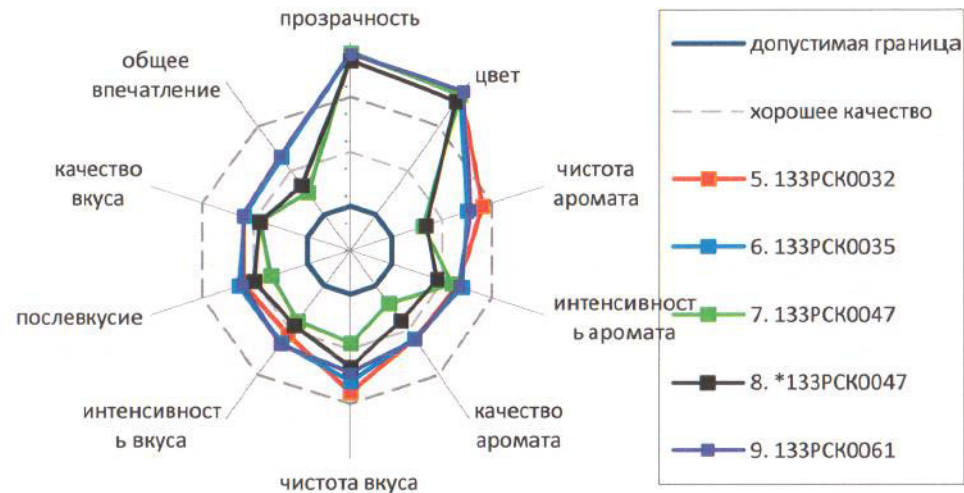 прозрачность
общее
впечатление
цвет
качество
вкуса
чистота
аромата
послевкусие
интенсивност
ь аромата
интенсивност
ь вкуса
качество
аромата
чистота вкуса
допустимая граница
хорошее качество
5. 133РСК0032
6. 133РСК0035
7. 133РСК0047
8. *133РСК0047
9. 133РСК0061